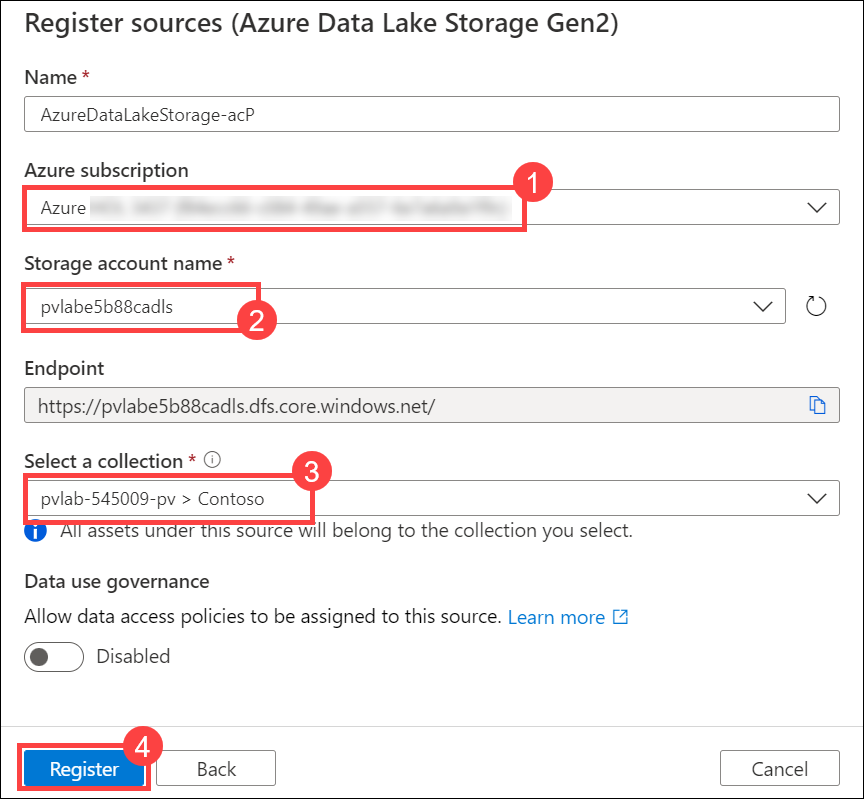 Register sources (Azure Data Lake Storage Gen2)
Name *
AzureDataLakeStorage-acP
Azure subscription
1
Azure
Storage account name *
pvlabe5b88cadls
2
Endpoint
https://pvlabe5b88cadls.dfs.core.windows.net/
Select a collection *
3
pvlab-545009-pv > Contoso
All assets under this source will belong to the collection you select.
Data use governance
Allow data access policies to be assigned to this source. Learn more
Disabled
4
Register Back Cancel